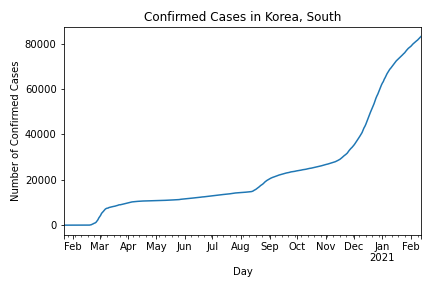 Confirmed Cases in Korea, South
Number of Confirmed Cases
80000
60000
40000
20000
0
Feb Mar Apr May Jun Jul Aug Sep Oct Nov Dec Jan Feb
2021
Day